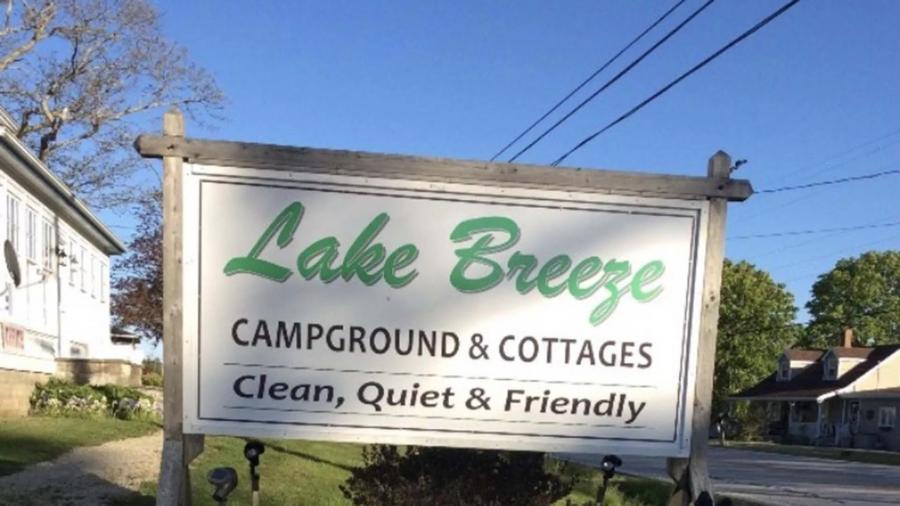 Lake Breeze
CAMPGROUND & COTTAGES
Clean, Quiet & Friendly